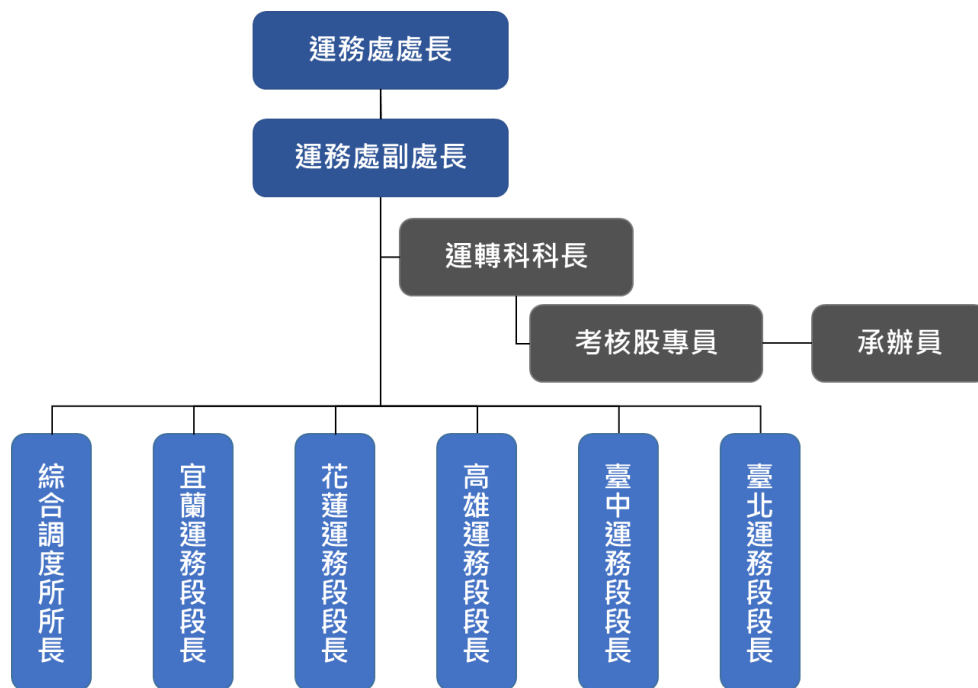 運務處處長
運務處副處長
運轉科科長
考核股專員
承辦員
綜合調度所所長
宜蘭運務段段長
花蓮運務段段長
高雄運務段段長
臺中運務段段長
臺北運務段段長